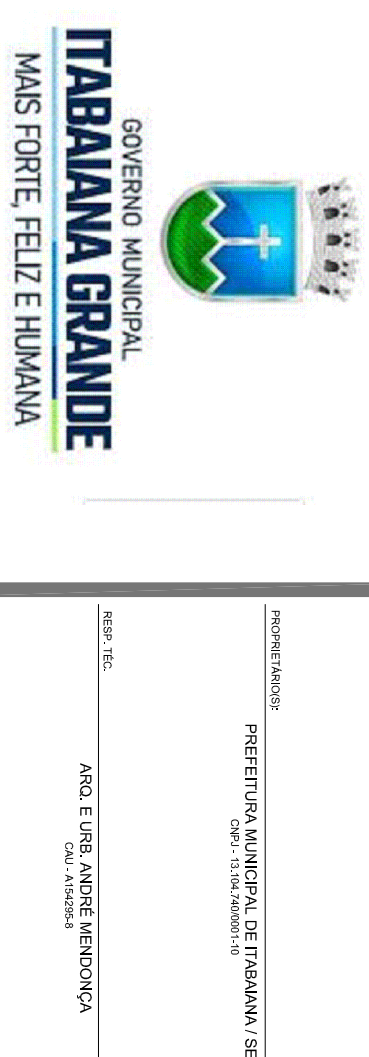 GOVERNO MUNICIPAL
ITABAIANA GRANDE
MAIS FORTE, FELIZ E HUMANA
PROPRIETÁRIO(S):
PREFEITURA MUNICIPAL DE ITABAIANA / SE
CNPJ - 13.104.740/0001-10
RESP. TÉC.
ARQ. E URB. ANDRÉ MENDONÇA
CAU - A154295-8